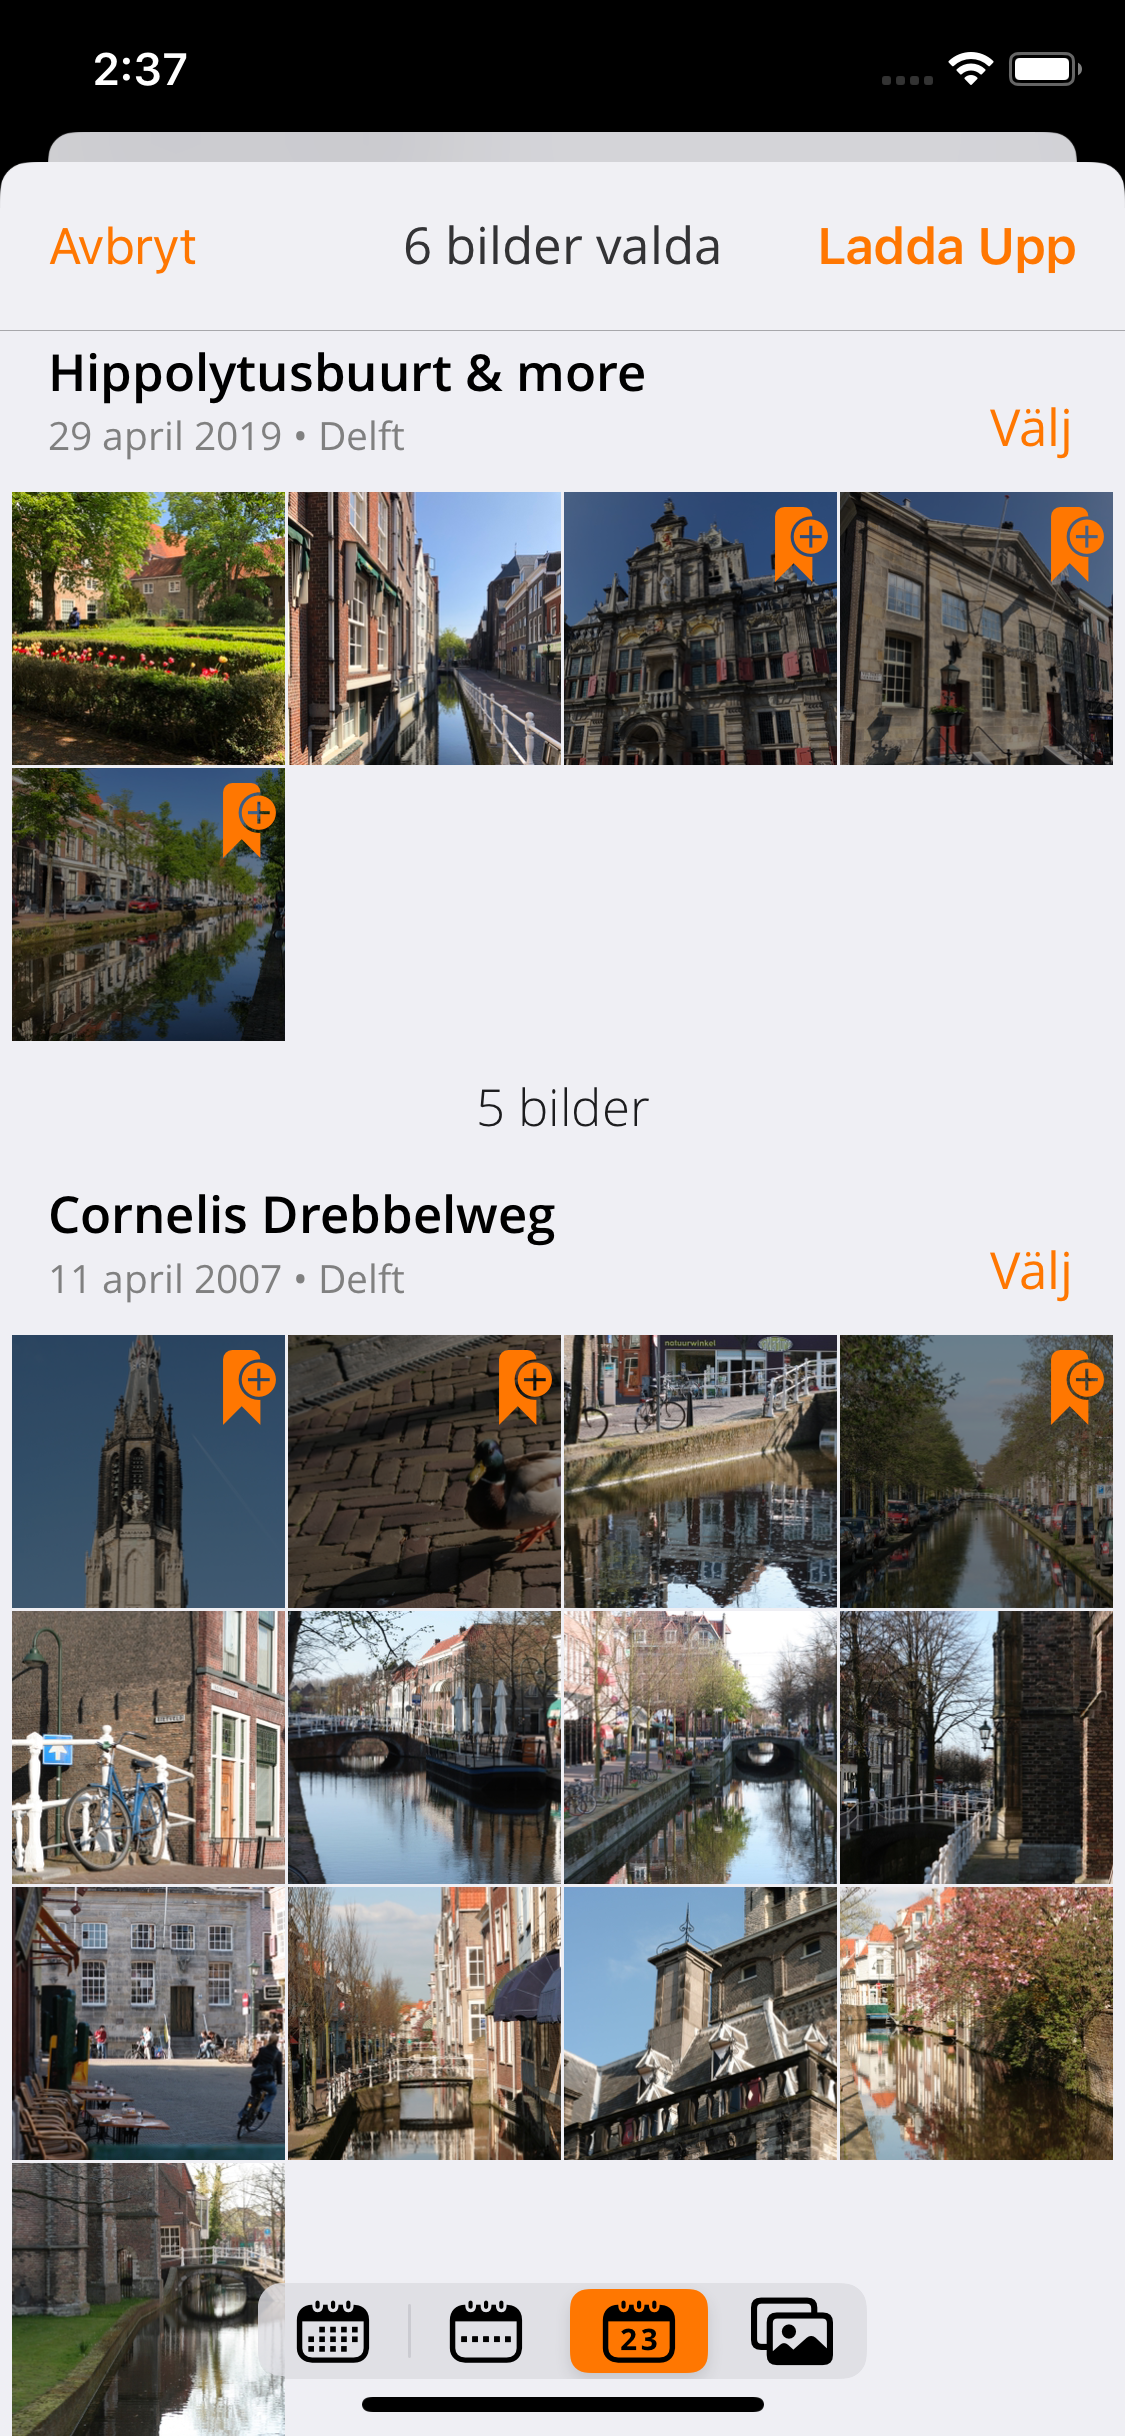 2:37
Avbryt
6 bilder valda
Ladda Upp
Hippolytusbuurt & more
29 april 2019 • Delft
Välj
5 bilder
Cornelis Drebbelweg
11 april 2007 • Delft
Välj
natuurwinkel
23